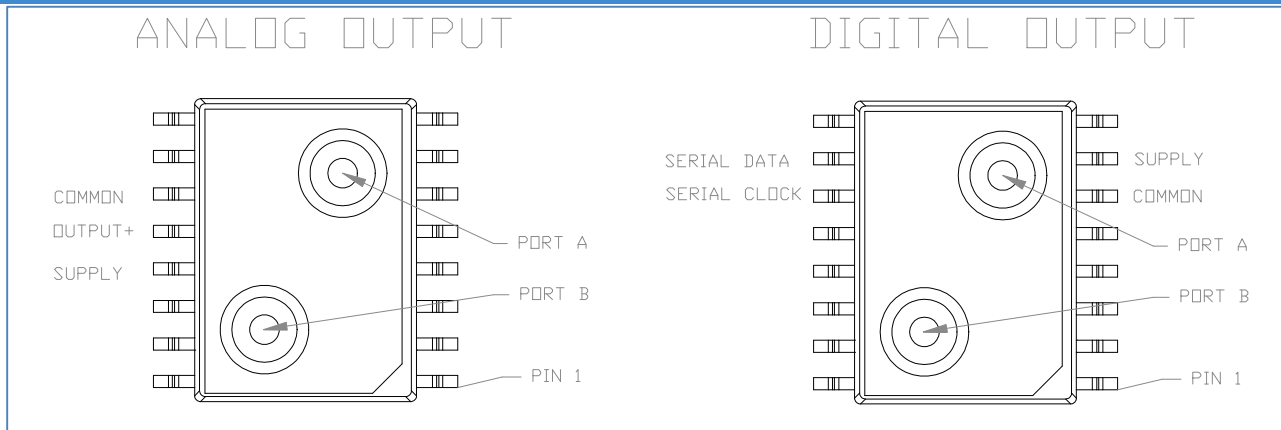 ANALOG OUTPUT
COMMON
OUTPUT+
SUPPLY
PORT A
PORT B
PIN 1
DIGITAL OUTPUT
SERIAL DATA
SERIAL CLOCK
SUPPLY
COMMON
PORT A
PORT B
PIN 1